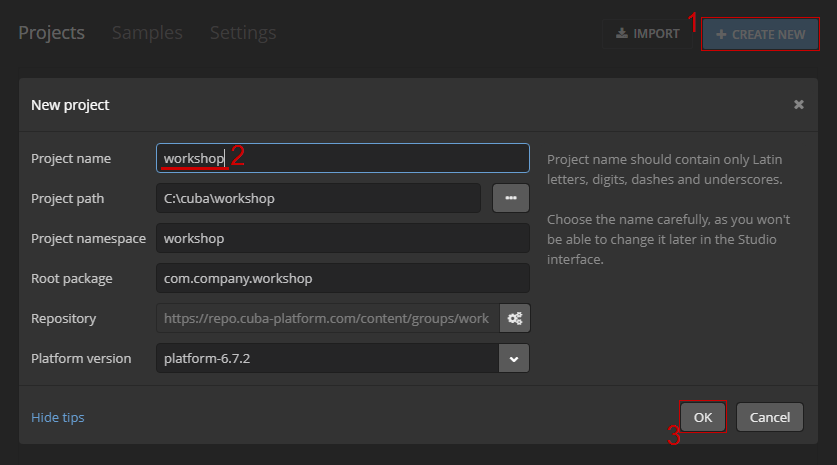 Projects Samples Settings 1 IMPORT + CREATE NEW
New project ×
Project name workshop 2
Project name should contain only Latin
letters, digits, dashes and underscores.
Choose the name carefully, as you won't
be able to change it later in the Studio
interface.
Project path C:\cuba\workshop ...
Project namespace workshop
Root package com.company.workshop
Repository https://repo.cuba-platform.com/content/groups/work
Platform version platform-6.7.2
Hide tips 3 OK Cancel